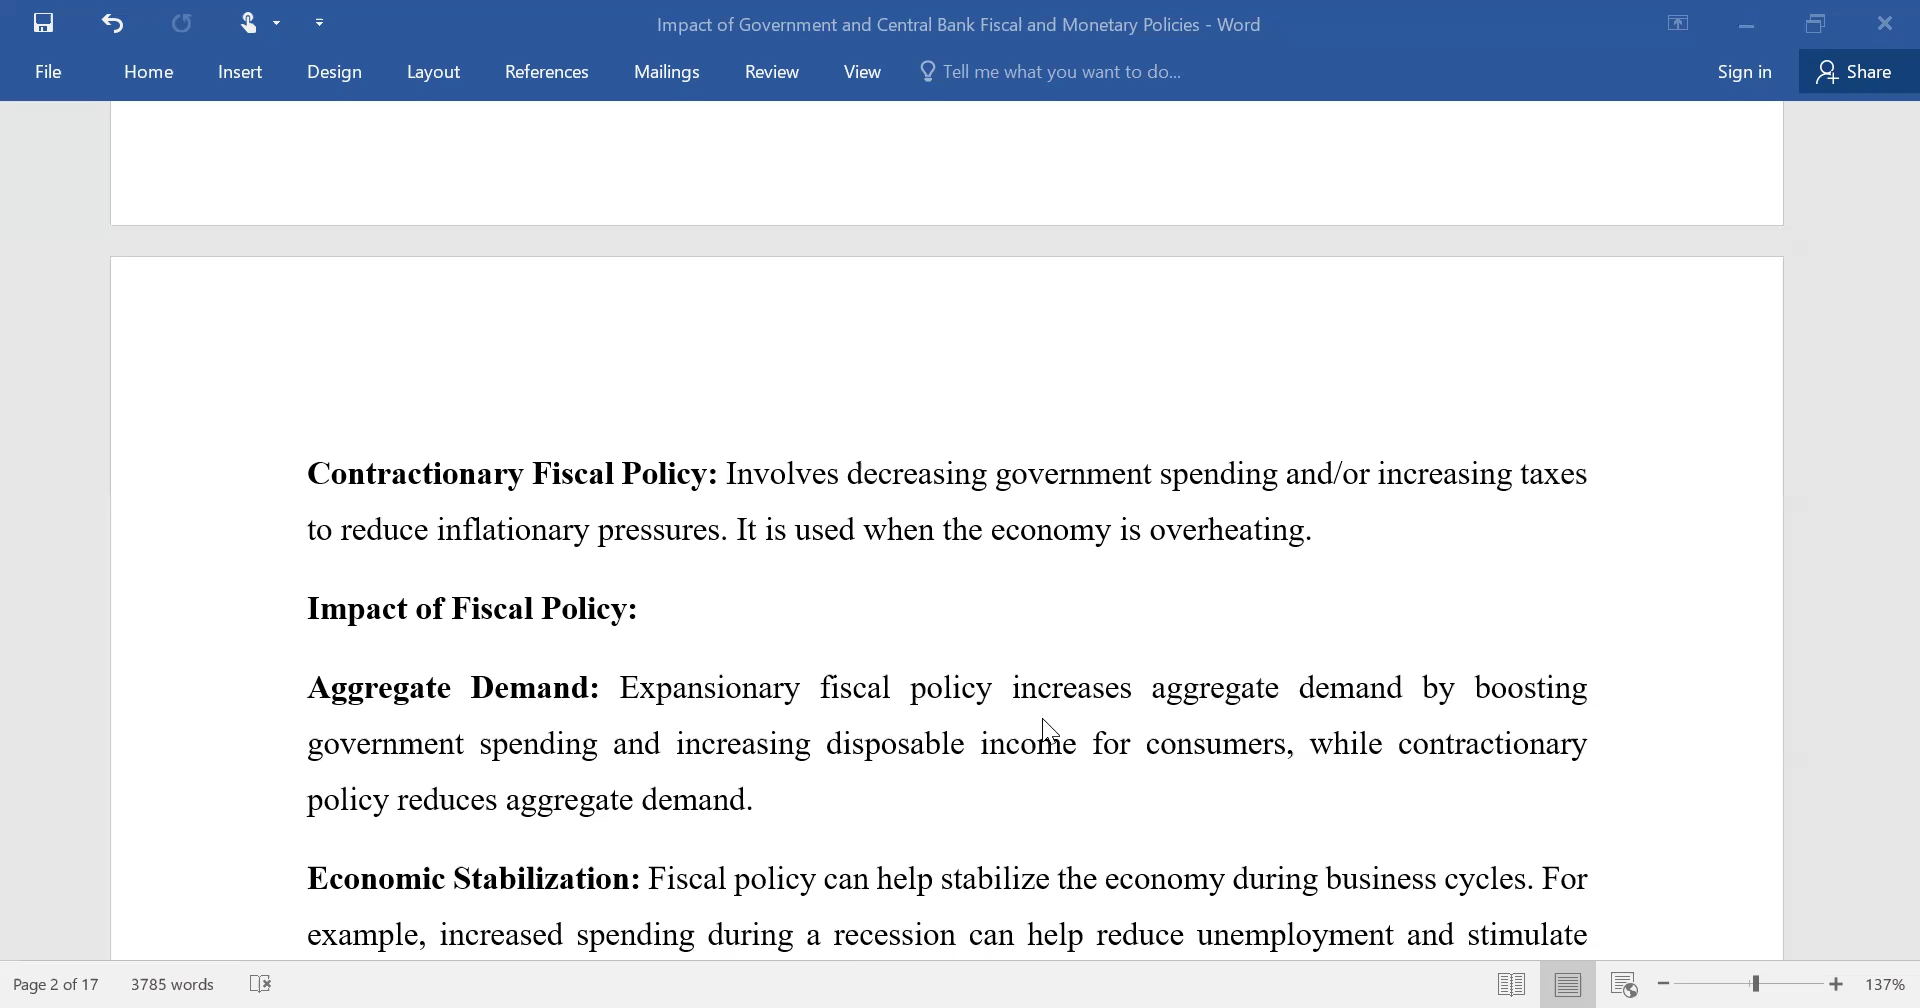 Impact of Government and Central Bank Fiscal and Monetary Policies - Word
File Home Insert Design Layout References Mailings Review View Tell me what you want to do... Sign in Share
Contractionary Fiscal Policy: Involves decreasing government spending and/or increasing taxes
to reduce inflationary pressures. It is used when the economy is overheating.
Impact of Fiscal Policy:
Aggregate Demand: Expansionary fiscal policy increases aggregate demand by boosting
government spending and increasing disposable income for consumers, while contractionary
policy reduces aggregate demand.
Economic Stabilization: Fiscal policy can help stabilize the economy during business cycles. For
example, increased spending during a recession can help reduce unemployment and stimulate
Page 2 of 17 3785 words 137%